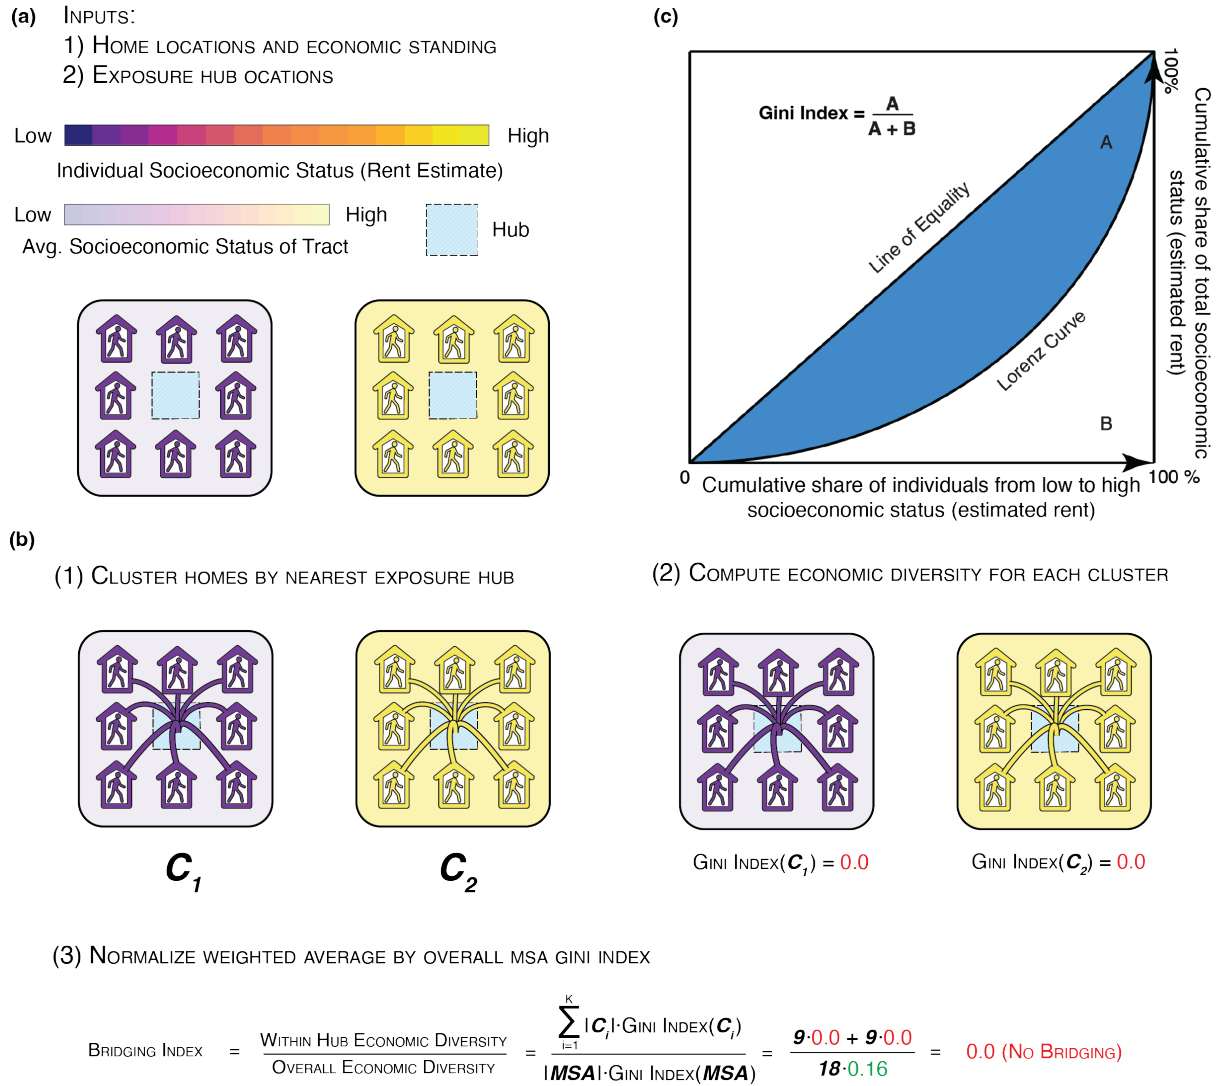 (a) Inputs:
1) Home locations and economic standing
2) Exposure hub ocations
Low High
Individual Socioeconomic Status (Rent Estimate)
Low High
Avg. Socioeconomic Status of Tract
Hub
(c)
Gini Index = A / A + B
Line of Equality
A
Lorenz Curve
B
0
100 %
100%
Cumulative share of individuals from low to high
socioeconomic status (estimated rent)
Cumulative share of total socioeconomic
status (estimated rent)
(b)
(1) Cluster homes by nearest exposure hub
C1
C2
(2) Compute economic diversity for each cluster
Gini Index(C1) = 0.0
Gini Index(C2) = 0.0
(3) Normalize weighted average by overall msa gini index
Bridging Index = Within Hub Economic Diversity / Overall Economic Diversity = K ∑ i=1 |Ci|·Gini Index(Ci) / |MSA|·Gini Index(MSA) = 9·0.0 + 9·0.0 / 18·0.16 = 0.0 (No Bridging)